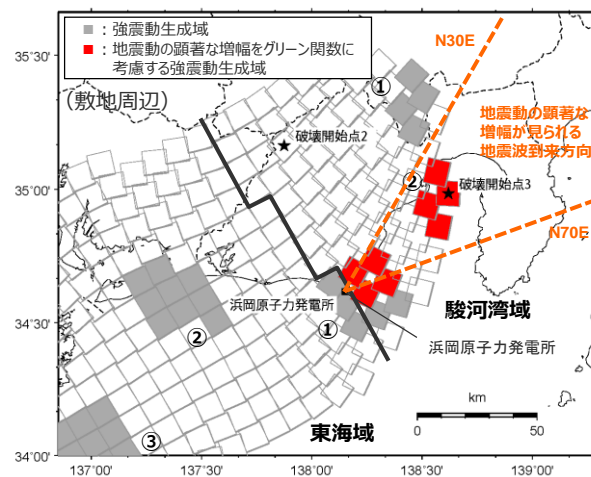 ：強震動生成域
：地震動の顕著な増幅をグリーン関数に
考慮する強震動生成域
（敷地周辺）
35˚30'
35˚00'
34˚30'
34˚00'
137˚00'
137˚30'
138˚00'
138˚30'
139˚00'
①
N30E
地震動の顕著な
増幅が見られる
地震波到来方向
破壊開始点2
②
破壊開始点3
N70E
浜岡原子力発電所
駿河湾域
①
②
浜岡原子力発電所
km
0
50
東海域
③